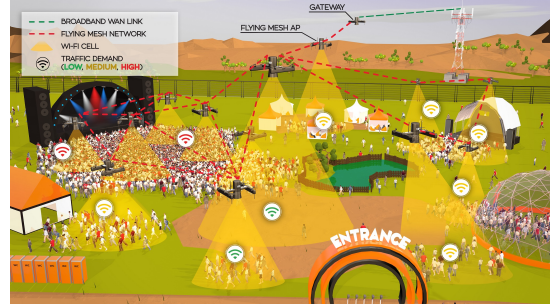 GATEWAY
BROADBAND WAN LINK
FLYING MESH NETWORK
WI-FI CELL
TRAFFIC DEMAND
(LOW, MEDIUM, HIGH)
FLYING MESH AP
ENTRANCE